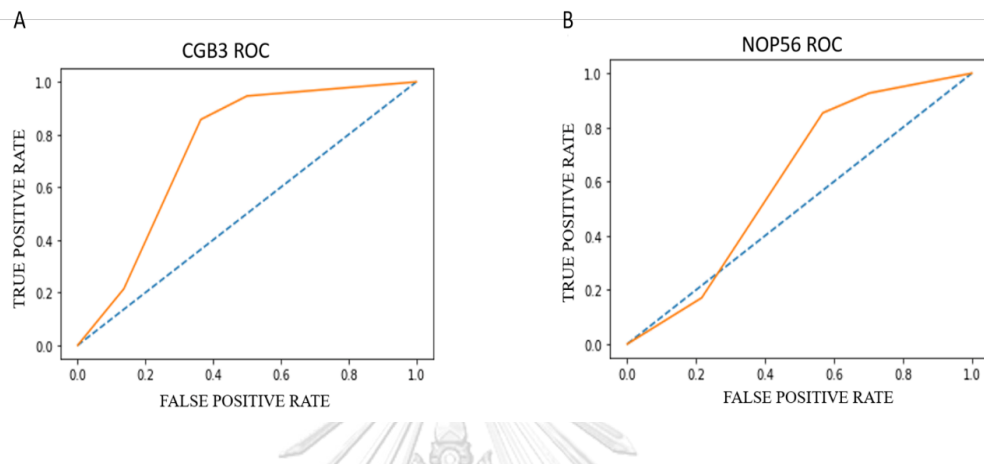 A
CGB3 ROC
1.0
0.8
0.6
0.4
0.2
0.0
TRUE POSITIVE RATE
0.0 0.2 0.4 0.6 0.8 1.0
FALSE POSITIVE RATE
B
NOP56 ROC
1.0
0.8
0.6
0.4
0.2
0.0
TRUE POSITIVE RATE
0.0 0.2 0.4 0.6 0.8 1.0
FALSE POSITIVE RATE